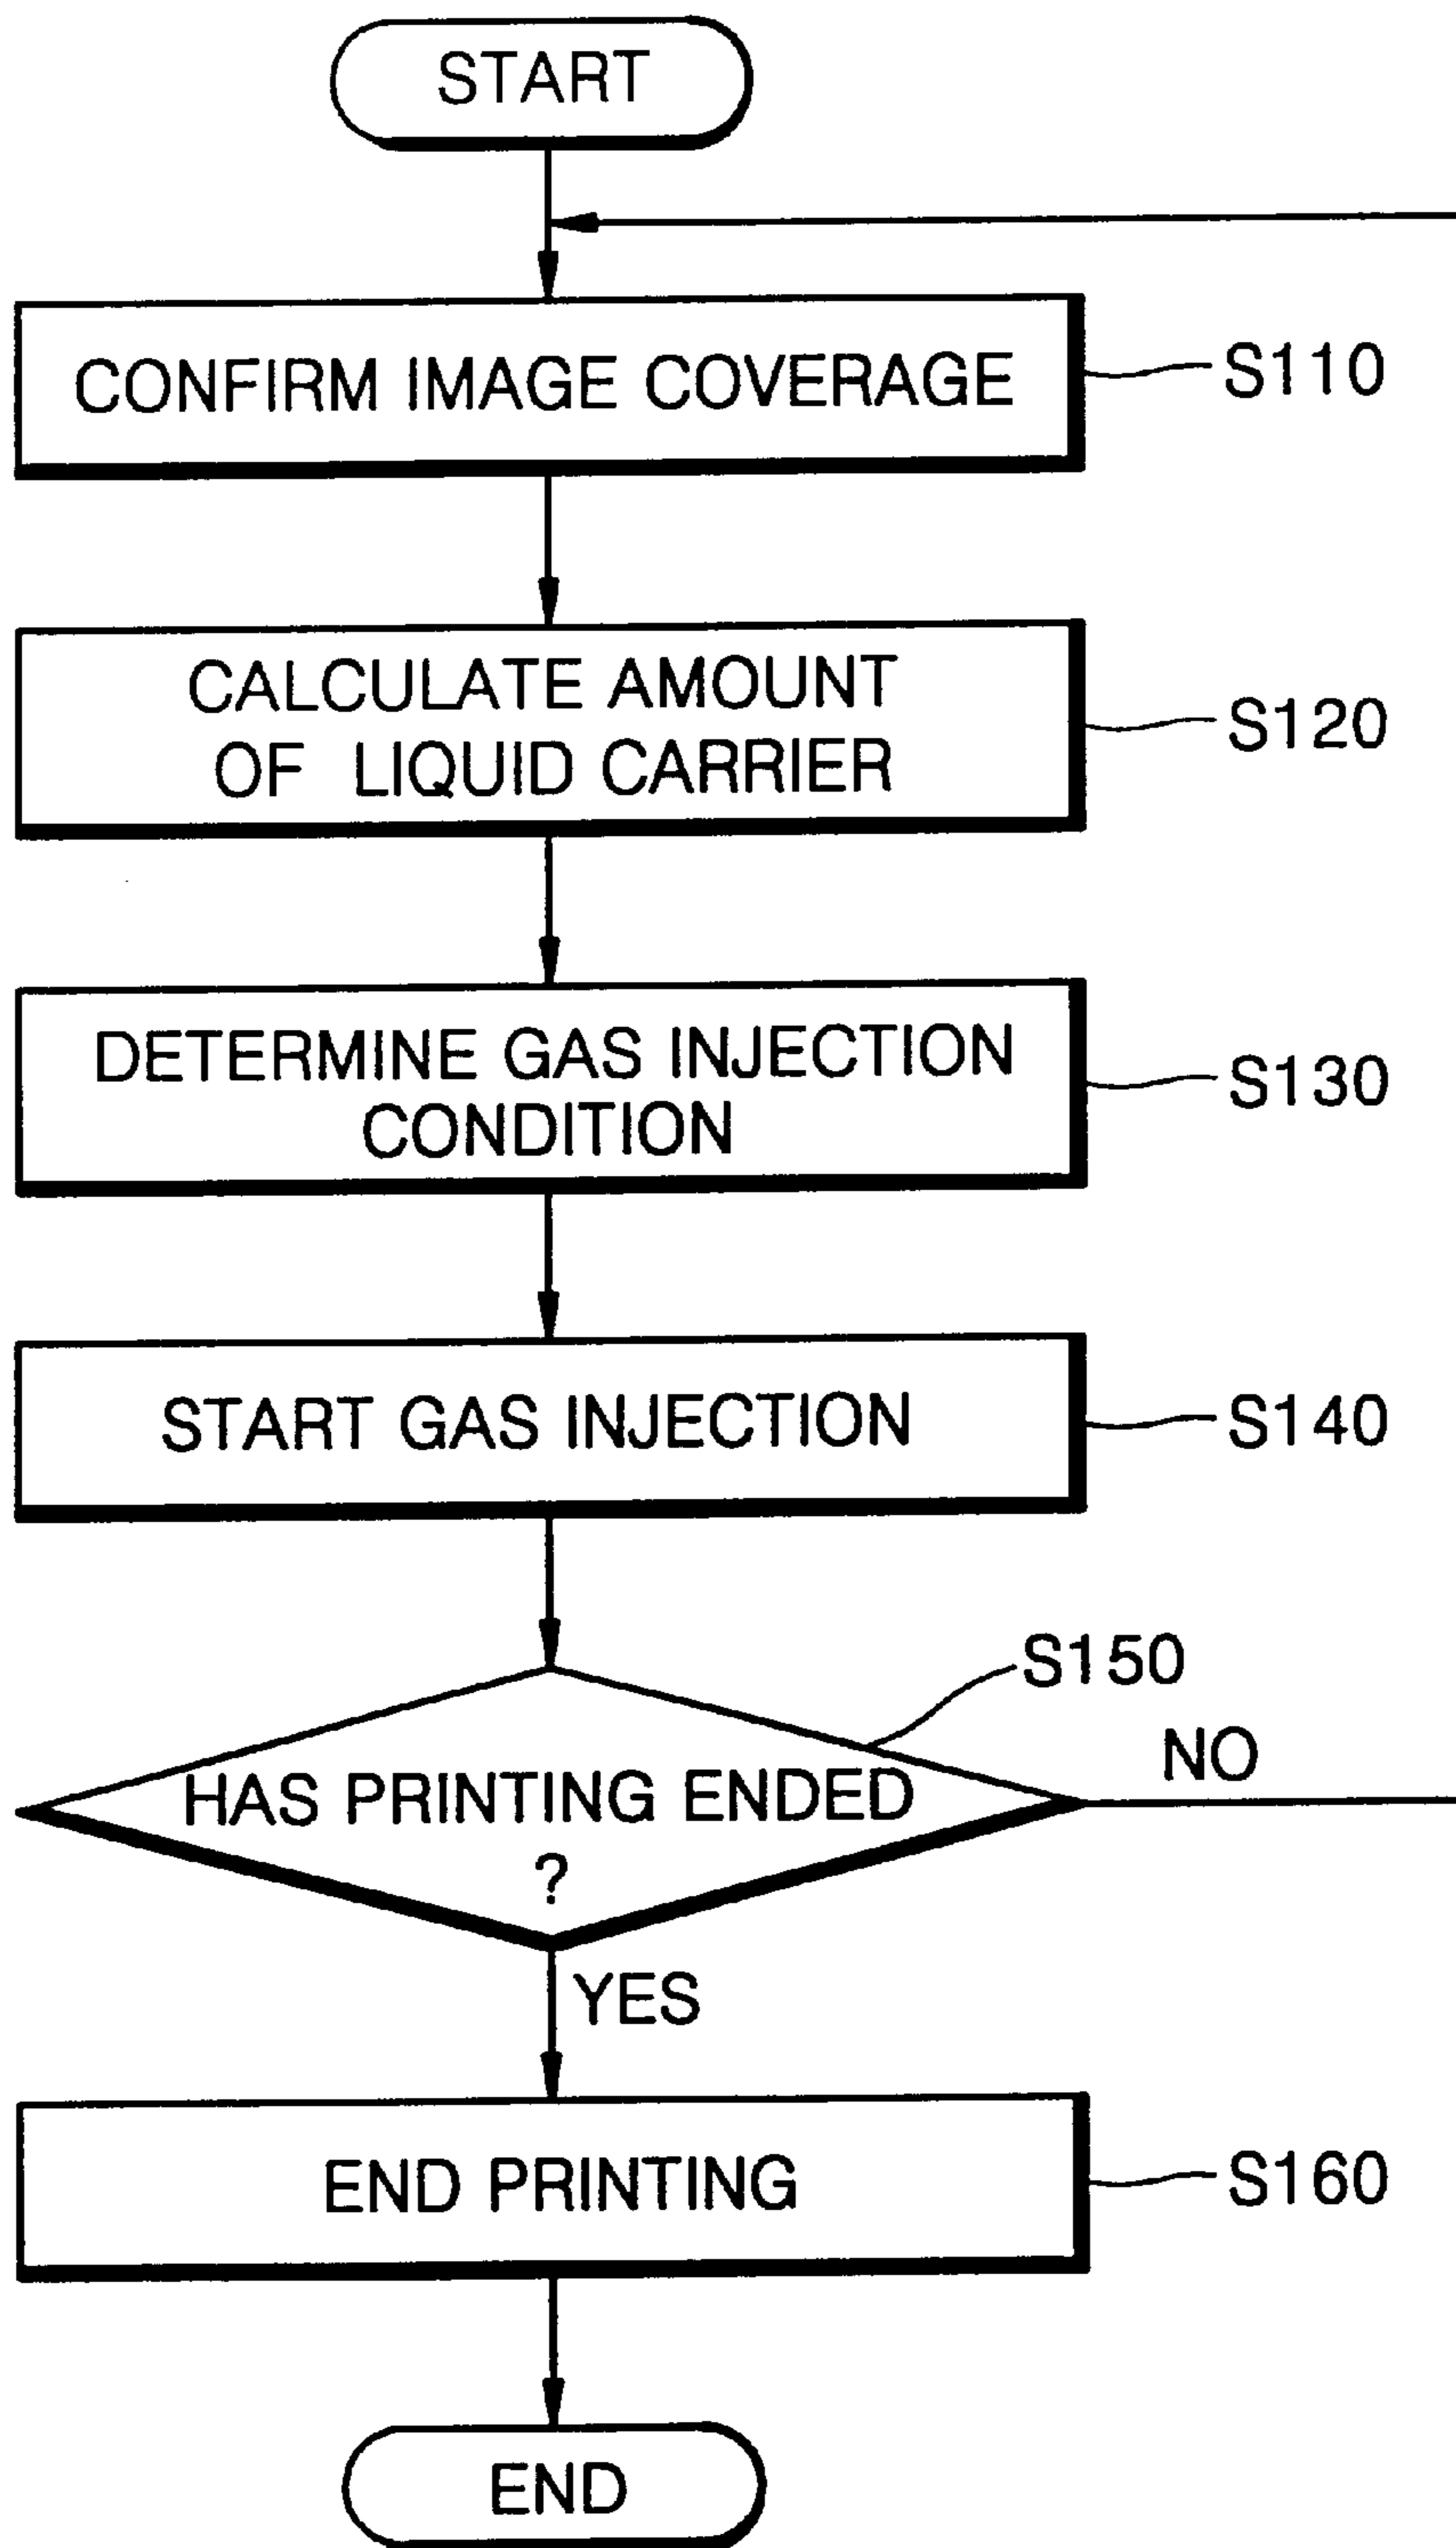 START
CONFIRM IMAGE COVERAGE
S110
CALCULATE AMOUNT
OF LIQUID CARRIER
S120
DETERMINE GAS INJECTION
CONDITION
S130
START GAS INJECTION
S140
S150
HAS PRINTING ENDED
?
NO
YES
END PRINTING
S160
END